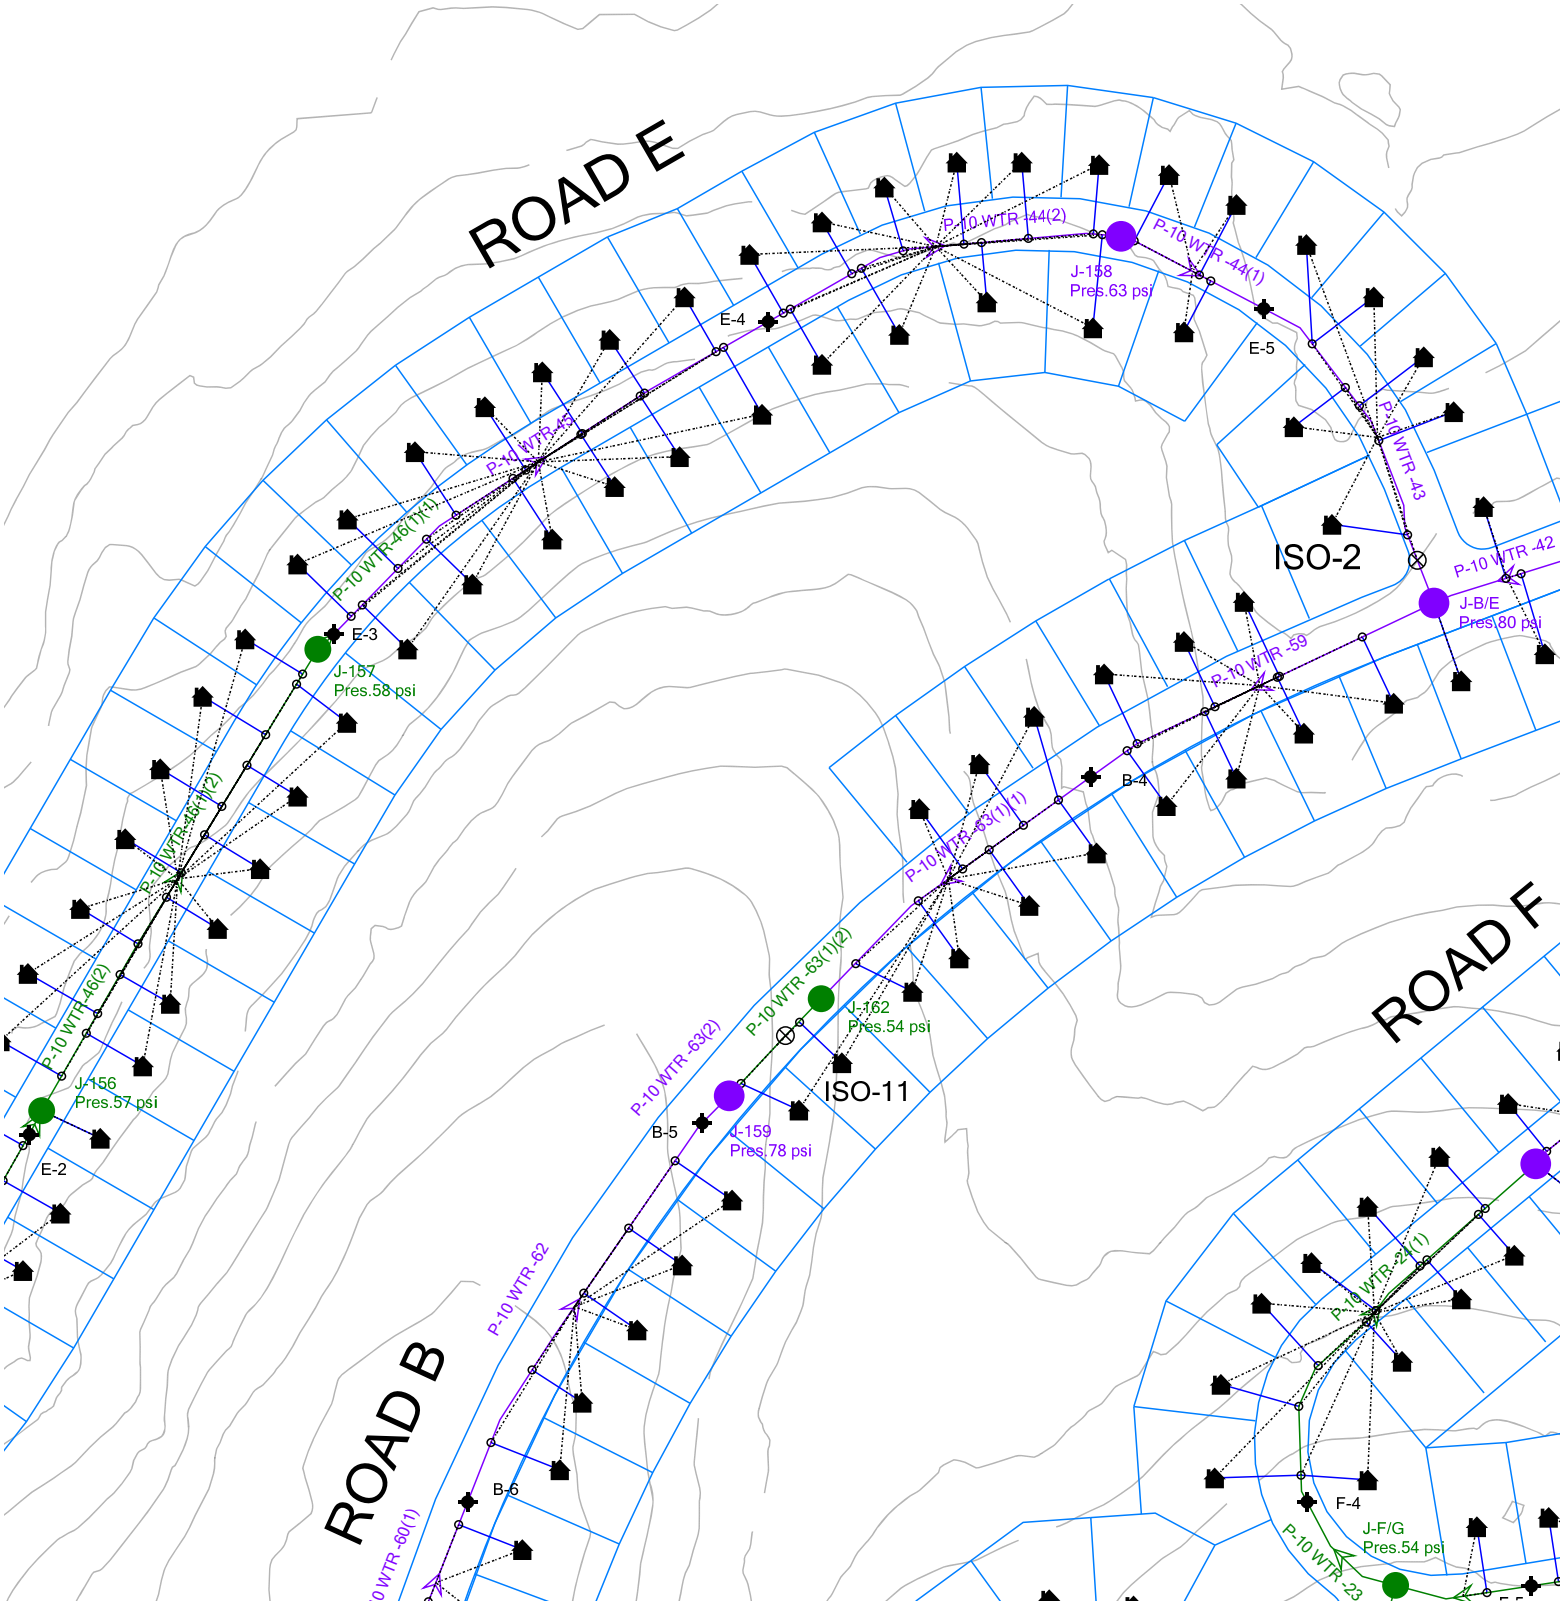 ROAD E
P-10 WTR -44(2)
P-10 WTR -44(1)
J-158
Pres.63 psi
E-4
E-5
P-10 WTR -45
P-10 WTR -43
P-10 WTR -46(1)(1)
ISO-2
P-10 WTR -42
J-B/E
Pres.80 psi
E-3
J-157
Pres.58 psi
P-10 WTR -59
B-4
P-10 WTR -46(1)(2)
P-10 WTR -63(1)(1)
ROAD F
P-10 WTR -46(2)
P-10 WTR -63(1)(2)
J-162
Pres.54 psi
P-10 WTR -63(2)
ISO-11
J-156
Pres.57 psi
B-5
J-159
Pres.78 psi
E-2
P-10 WTR -62
P-10 WTR -24(1)
ROAD B
B-6
F-4
J-F/G
Pres.54 psi
P-10 WTR -23
0 WTR -60(1)